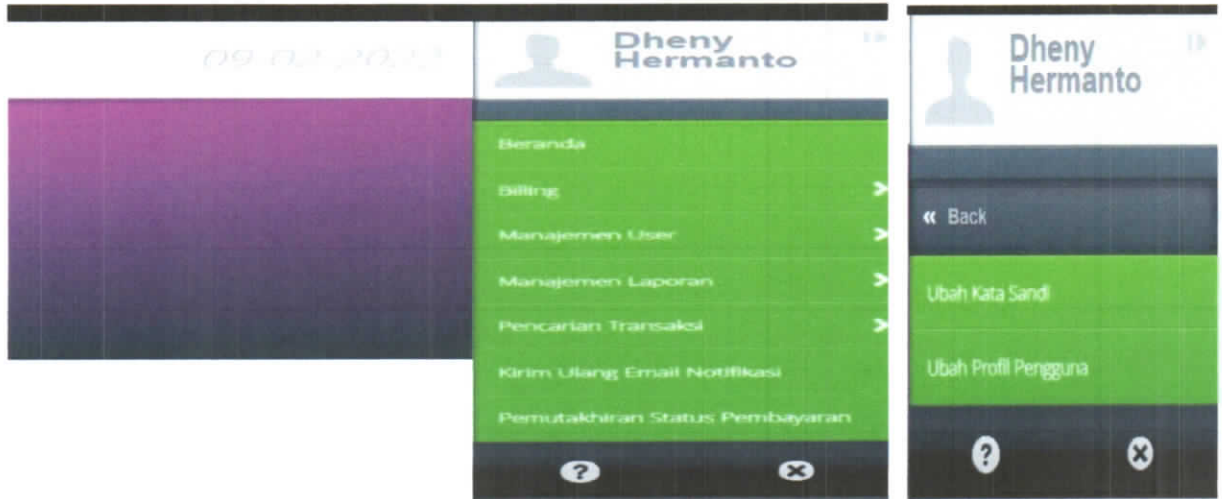 Dheny
Hermanto
Beranda
Billing
Manajemen User
Manajemen Laporan
Pencarian Transaksi
Kirim Ulang Email Notifikasi
Pemutakhiran Status Pembayaran
Dheny
Hermanto
« Back
Ubah Kata Sandi
Ubah Profil Pengguna